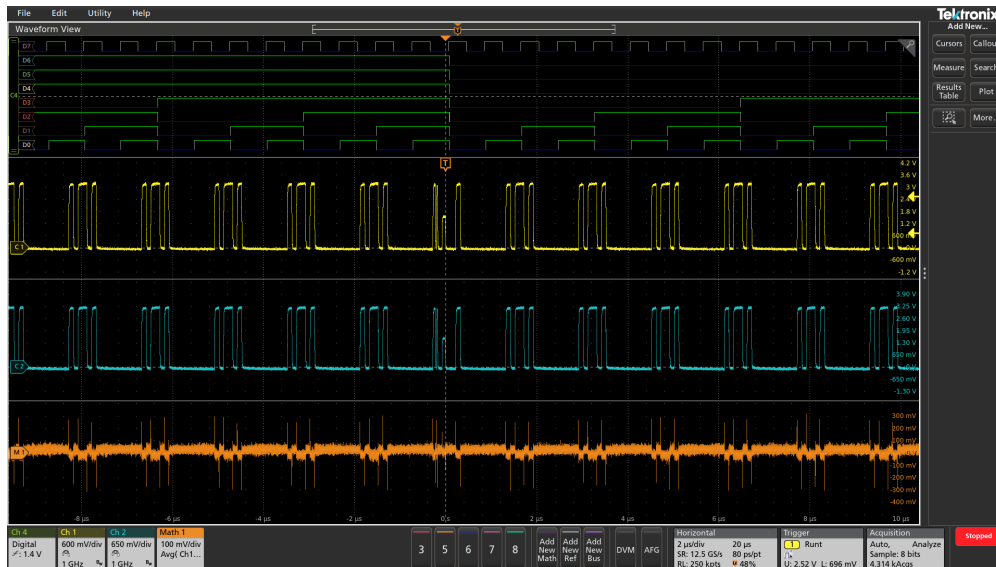 File Edit Utility Help
Tektronix
Waveform View
T
Add New...
D7
D6
D5
D4
C4
D3
D2
D1
D0
Cursors Callou
Measure Search
Results Table Plot
More...
T
4.2 V
3.6 V
3 V
2.4
1.8 V
1.2 V
600 mV
-600 mV
-1.2 V
C1
3.90 V
3.25 V
2.60 V
1.95 V
1.30 V
650 mV
-650 mV
-1.30 V
C2
300 mV
200 mV
100 mV
-100 mV
-200 mV
-300 mV
-400 mV
M1
-8 µs -6 µs -4 µs -2 µs 0 s 2 µs 4 µs 6 µs 8 µs 10 µs
Ch 4 Ch 1 Ch 2 Math 1
Digital 600 mV/div 650 mV/div 100 mV/div
: 1.4 V Avg( Ch1...
1 GHz 1 GHz
3 5 6 7 8
Add New Math
Add New Ref
Add New Bus
DVM AFG
Horizontal
2 µs/div 20 µs
SR: 12.5 GS/s 80 ps/pt
RL: 250 kpts 48%
Trigger
1 Runt
U: 2.52 V L: 696 mV
Acquisition
Auto, Analyze
Sample: 8 bits
4.314 kAcqs
Stopped